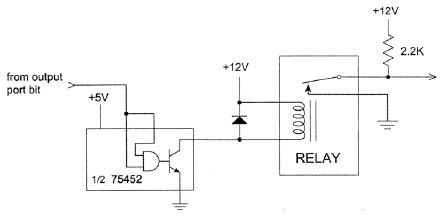 +12V
2.2K
+12V
from output
port bit
+5V
RELAY
1/2 75452